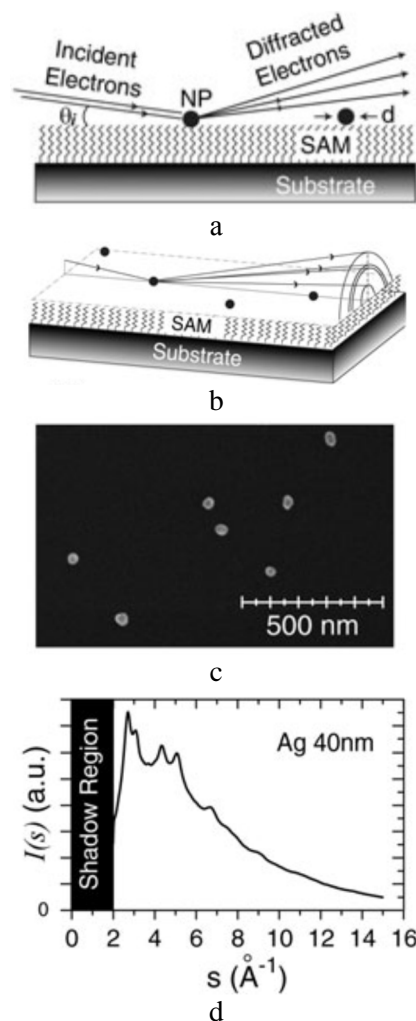 Incident
Electrons
Diffracted
Electrons
NP
θi
d
SAM
Substrate
a
SAM
Substrate
b
500 nm
c
Shadow Region
Ag 40nm
I(s) (a.u.)
0
0 2 4 6 8 10 12 14 16
s (Å⁻¹)
d